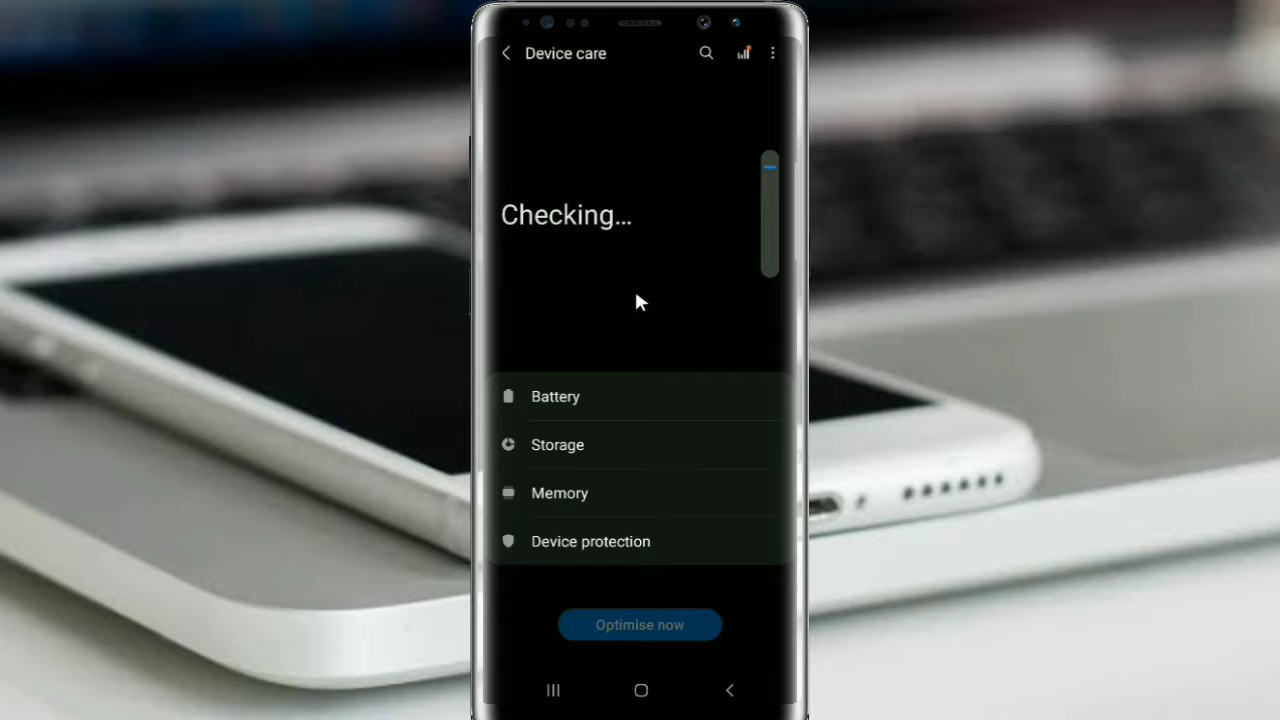 Device care
Checking...
Battery
Storage
Memory
Device protection
Optimise now